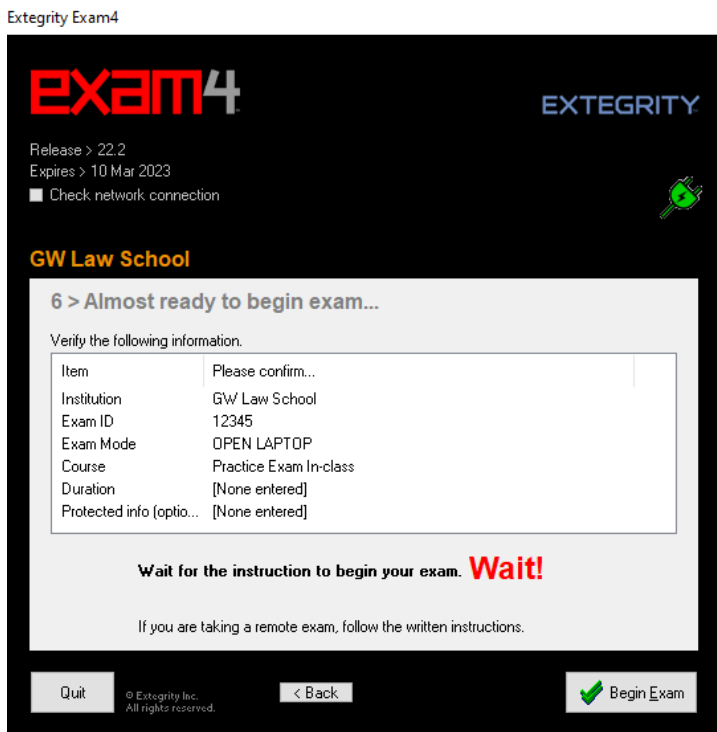 Extegrity Exam4
exam4
EXTEGRITY
Release > 22.2
Expires > 10 Mar 2023
Check network connection
GW Law School
6 > Almost ready to begin exam...
Verify the following information.
Item Please confirm...
Institution GW Law School
Exam ID 12345
Exam Mode OPEN LAPTOP
Course Practice Exam In-class
Duration [None entered]
Protected info (optio... [None entered]
Wait for the instruction to begin your exam. Wait!
If you are taking a remote exam, follow the written instructions.
Quit
© Extegrity Inc.
All rights reserved.
< Back
Begin Exam